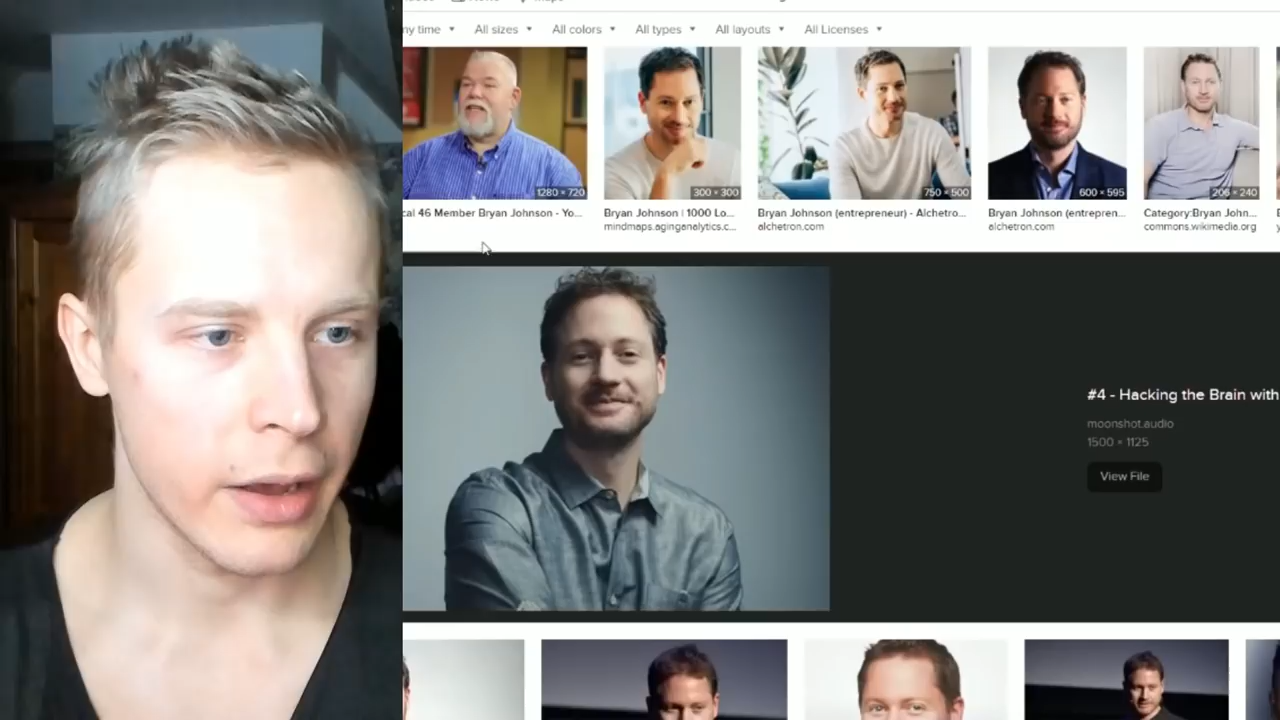 ny time All sizes All colors All types All layouts All Licenses
1280 × 720
300 × 300
750 × 500
600 × 595
206 × 240
cal 46 Member Bryan Johnson - Yo...
Bryan Johnson | 1000 Lo...
mindmaps.aginganalytics.c...
Bryan Johnson (entrepreneur) - Alchetro...
alchetron.com
Bryan Johnson (entrepren...
alchetron.com
Category:Bryan John...
commons.wikimedia.org
#4 - Hacking the Brain with
moonshot.audio
1500 × 1125
View File